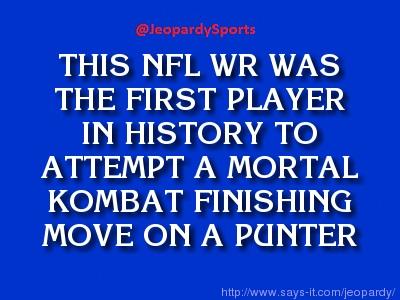 @JeopardySports
THIS NFL WR WAS
THE FIRST PLAYER
IN HISTORY TO
ATTEMPT A MORTAL
KOMBAT FINISHING
MOVE ON A PUNTER
http://www.says-it.com/jeopardy/